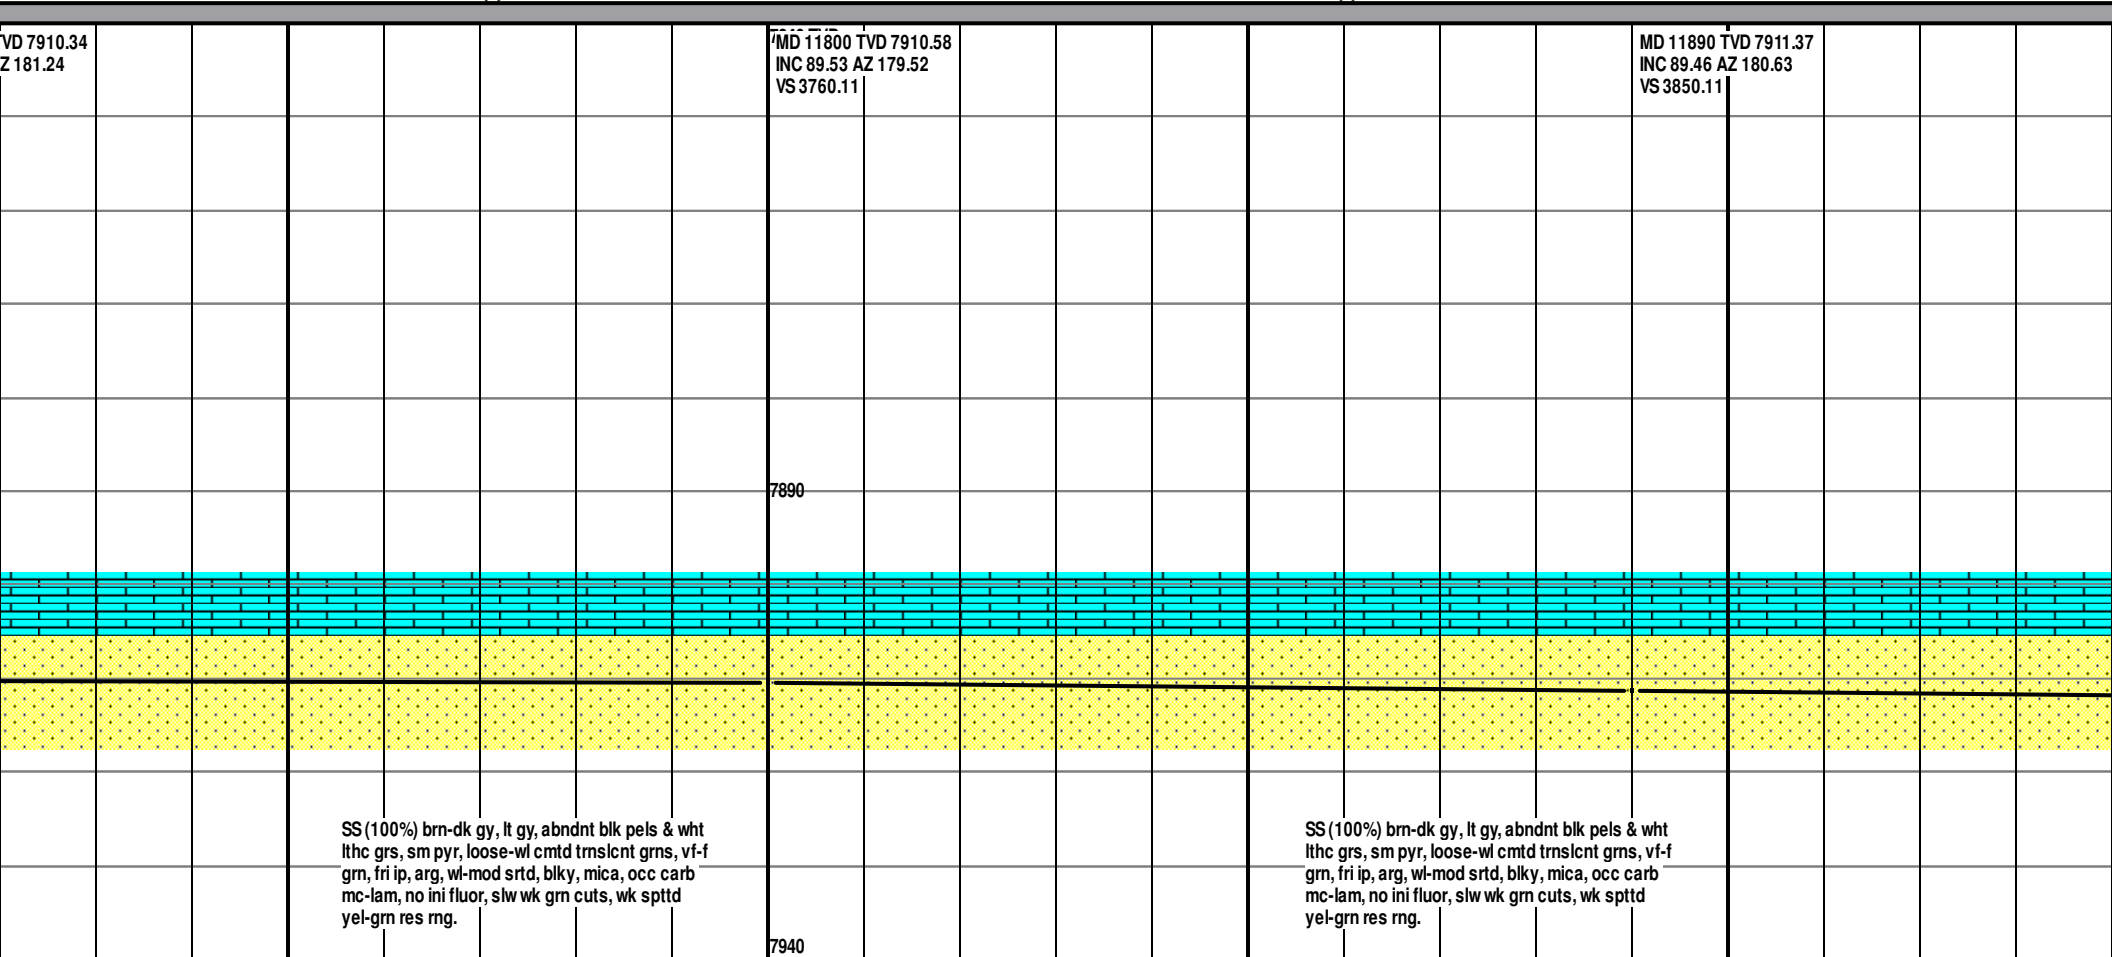 TVD 7910.34
Z 181.24
MD 11800 TVD 7910.58
INC 89.53 AZ 179.52
VS 3760.11
MD 11890 TVD 7911.37
INC 89.46 AZ 180.63
VS 3850.11
7890
SS (100%) brn-dk gy, lt gy, abndnt blk pels & wht
lthc grs, sm pyr, loose-wl cmtd trnslcnt grns, vf-f
grn, fri ip, arg, wl-mod srtd, blky, mica, occ carb
mc-lam, no ini fluor, slw wk grn cuts, wk spttd
yel-grn res rng.
SS (100%) brn-dk gy, lt gy, abndnt blk pels & wht
lthc grs, sm pyr, loose-wl cmtd trnslcnt grns, vf-f
grn, fri ip, arg, wl-mod srtd, blky, mica, occ carb
mc-lam, no ini fluor, slw wk grn cuts, wk spttd
yel-grn res rng.
7940